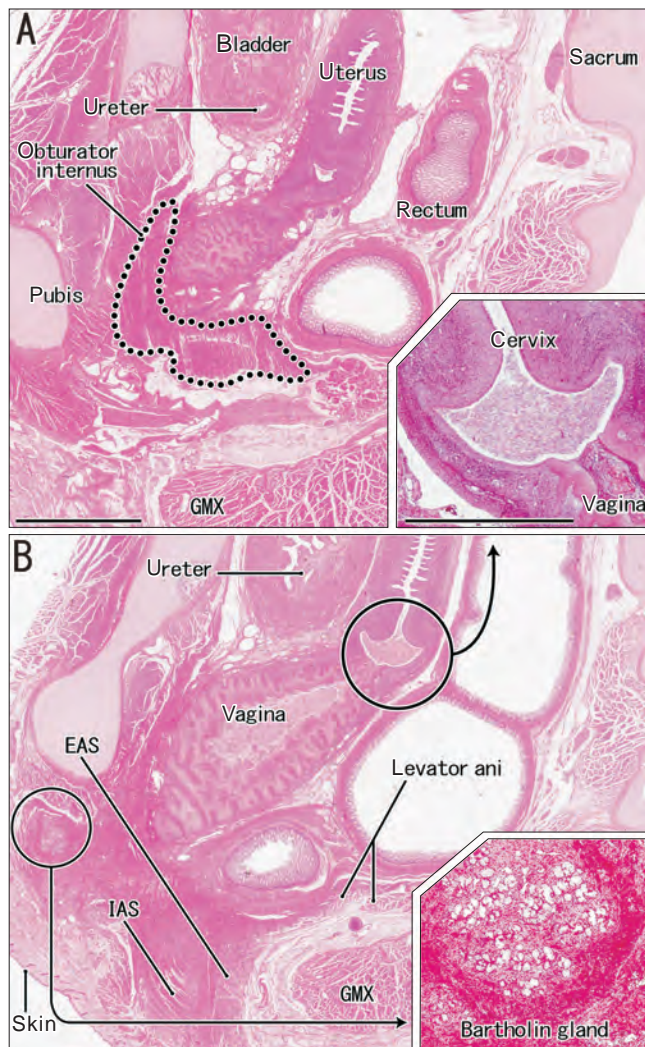 A
Bladder
Uterus
Sacrum
Ureter
Obturator
internus
Rectum
Pubis
Cervix
GMX
Vagina
B
Ureter
Vagina
EAS
Levator ani
IAS
GMX
Skin
Bartholin gland